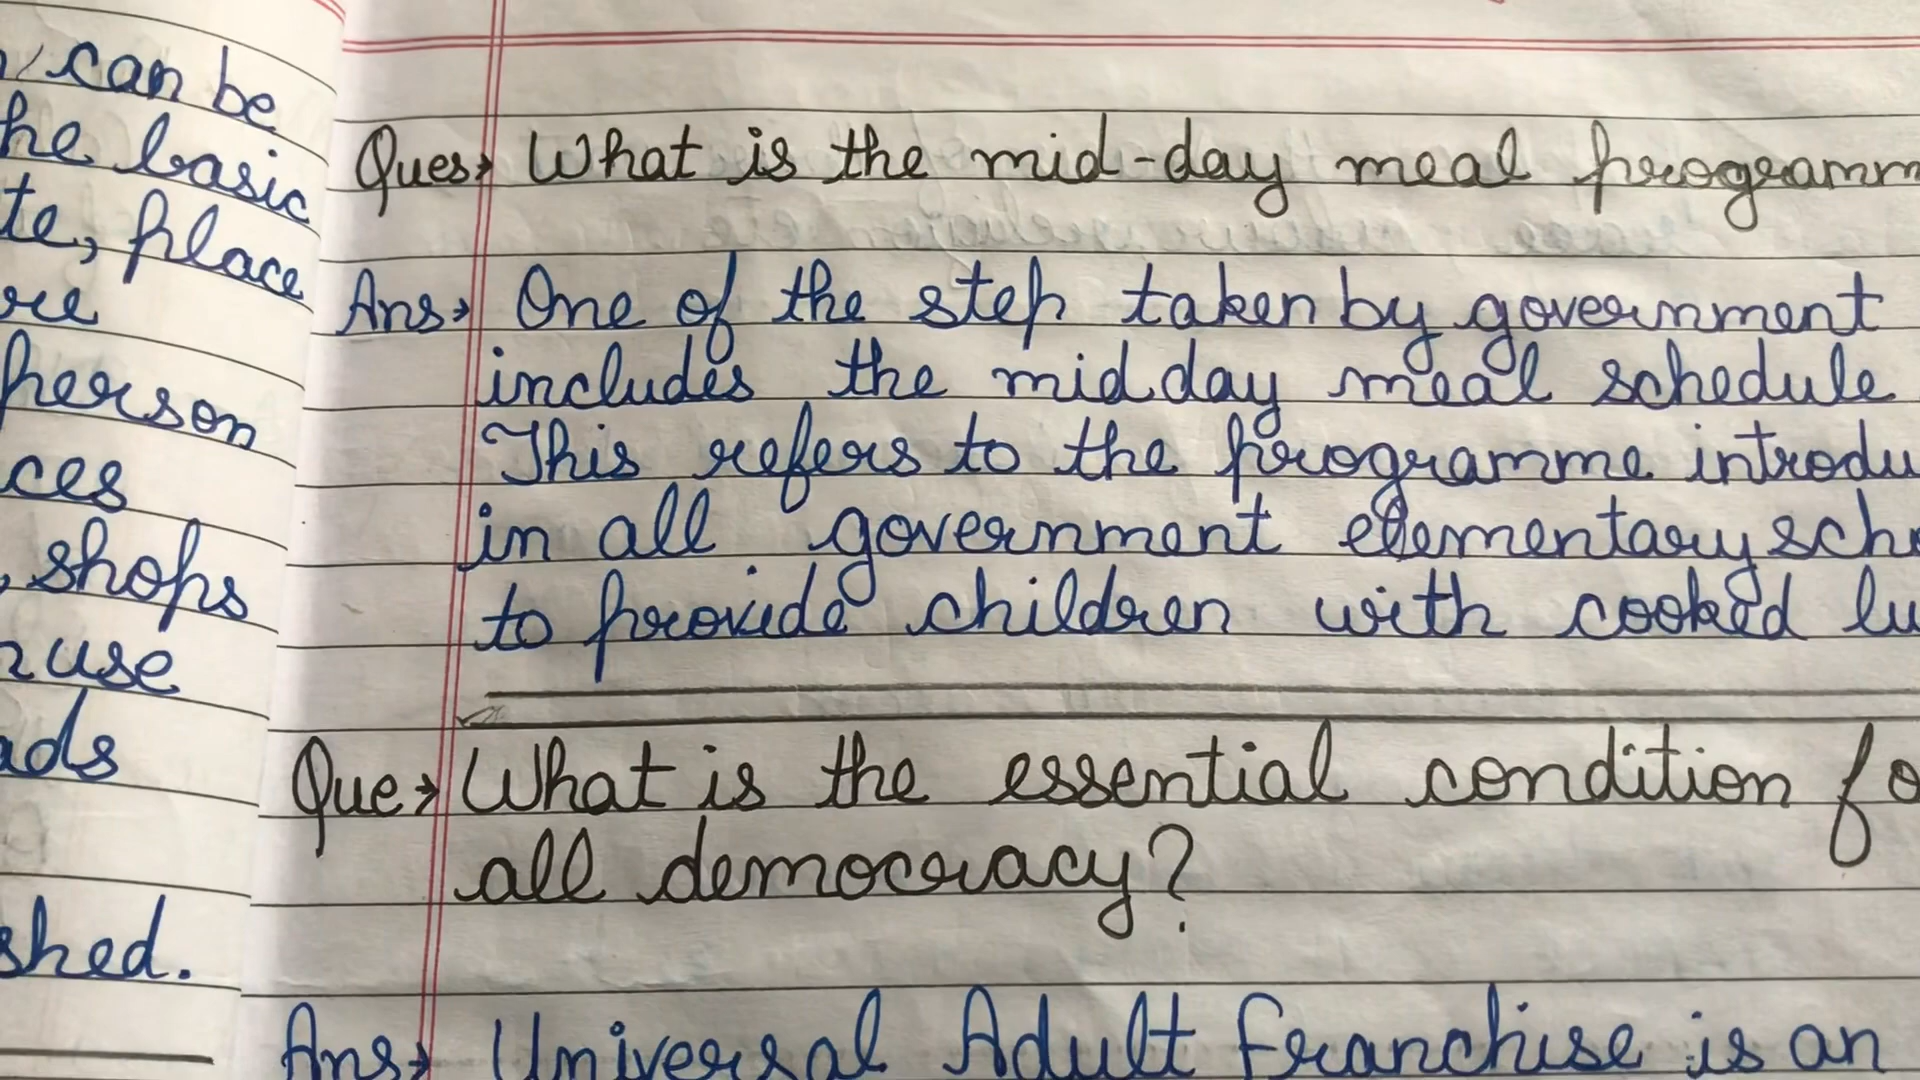 can be
he basic
te, place
re
person
ces
, shops
use
ads
shed.
Ques→ What is the mid-day meal programm
Ans→ One of the step taken by government
includes the midday meal schedule
This refers to the programme introdu
in all government elementary scho
to provide children with cooked lu
Que→ What is the essential condition fo
all democracy?
Ans→ Universal Adult Franchise is an